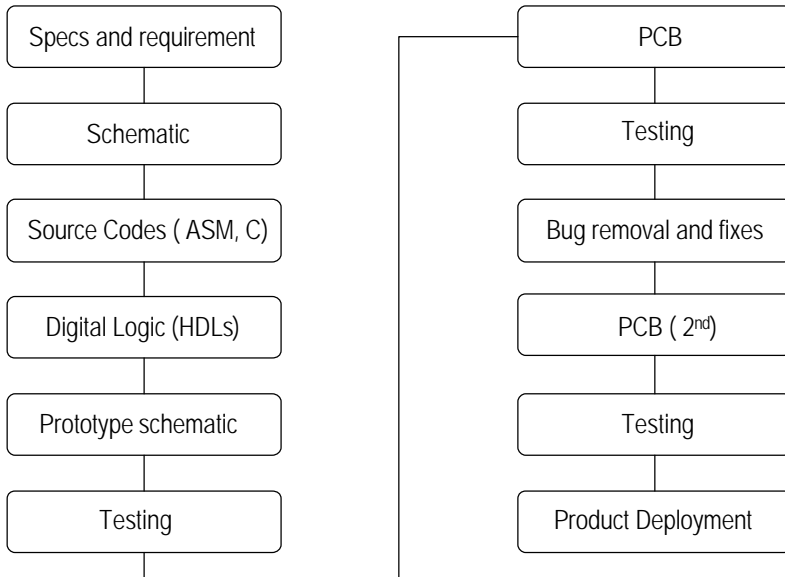 Specs and requirement
Schematic
Source Codes ( ASM, C)
Digital Logic (HDLs)
Prototype schematic
Testing
PCB
Testing
Bug removal and fixes
PCB ( 2nd)
Testing
Product Deployment